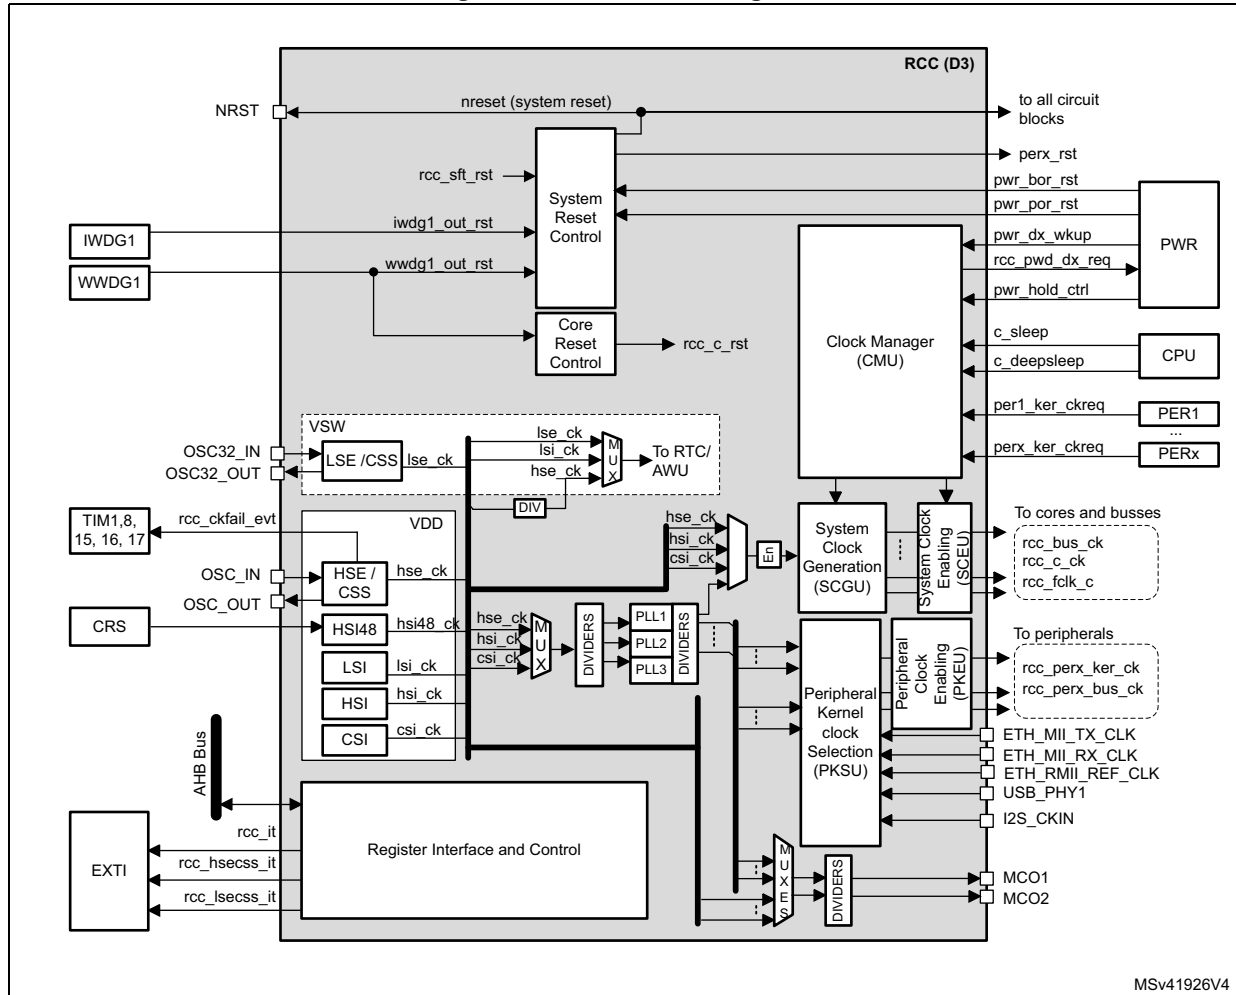 RCC (D3)
NRST
nreset (system reset)
to all circuit
blocks
perx_rst
rcc_sft_rst
System
Reset
Control
pwr_bor_rst
pwr_por_rst
iwdg1_out_rst
IWDG1
wwdg1_out_rst
WWDG1
pwr_dx_wkup
rcc_pwd_dx_req
pwr_hold_ctrl
PWR
Core
Reset
Control
rcc_c_rst
Clock Manager
(CMU)
c_sleep
c_deepsleep
CPU
per1_ker_ckreq
PER1
...
perx_ker_ckreq
PERx
VSW
OSC32_IN
OSC32_OUT
LSE /CSS
lse_ck
lse_ck
lsi_ck
hse_ck
MUX
To RTC/
AWU
DIV
TIM1,8,
15, 16, 17
rcc_ckfail_evt
VDD
OSC_IN
OSC_OUT
HSE /
CSS
hse_ck
CRS
HSI48
hsi48_ck
LSI
lsi_ck
HSI
hsi_ck
CSI
csi_ck
hse_ck
hsi_ck
csi_ck
En
System
Clock
Generation
(SCGU)
System Clock
Enabling
(SCEU)
To cores and busses
rcc_bus_ck
rcc_c_ck
rcc_fclk_c
hse_ck
hsi_ck
csi_ck
MUX
DIVIDERS
PLL1
PLL2
PLL3
DIVIDERS
Peripheral
Kernel
clock
Selection
(PKSU)
Peripheral
Clock
Enabling
(PKEU)
To peripherals
rcc_perx_ker_ck
rcc_perx_bus_ck
ETH_MII_TX_CLK
ETH_MII_RX_CLK
ETH_RMII_REF_CLK
USB_PHY1
I2S_CKIN
AHB Bus
Register Interface and Control
EXTI
rcc_it
rcc_hsecss_it
rcc_lsecss_it
MUXES
DIVIDERS
MCO1
MCO2
MSv41926V4